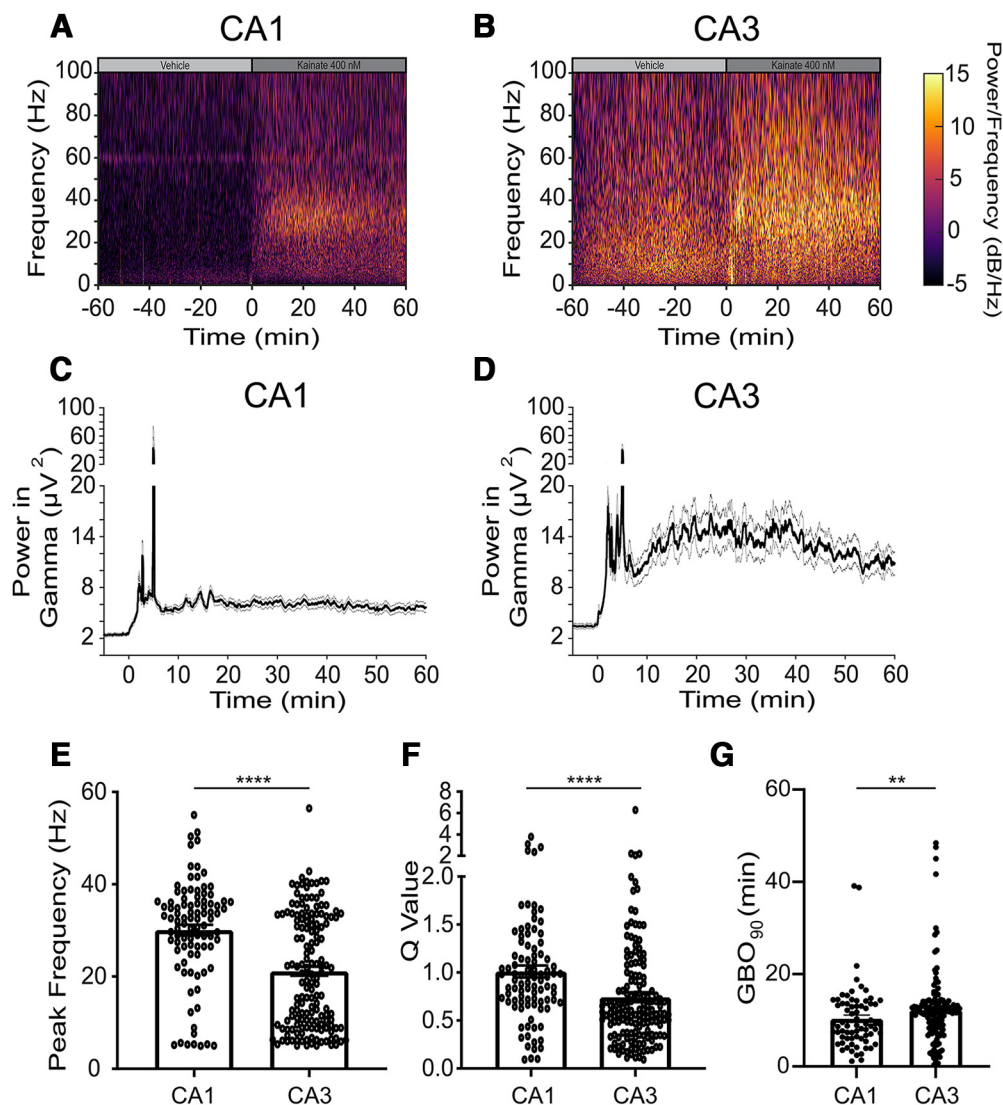 A CA1
B CA3
Vehicle Kainate 400 nM
Vehicle Kainate 400 nM
Frequency (Hz)
100
80
60
40
20
0
-60 -40 -20 0 20 40 60
Time (min)
Frequency (Hz)
100
80
60
40
20
0
-60 -40 -20 0 20 40 60
Time (min)
15
10
5
0
-5
Power/Frequency (dB/Hz)
C CA1
Power in
Gamma (µV²)
100
60
20
20
14
8
2
0 10 20 30 40 50 60
Time (min)
D CA3
Power in
Gamma (µV²)
100
60
20
20
14
8
2
0 10 20 30 40 50 60
Time (min)
E
Peak Frequency (Hz)
60
40
20
0
****
CA1 CA3
F
Q Value
8
6
4
2
2.0
1.5
1.0
0.5
0.0
****
CA1 CA3
G
GBO90 (min)
60
40
20
0
**
CA1 CA3